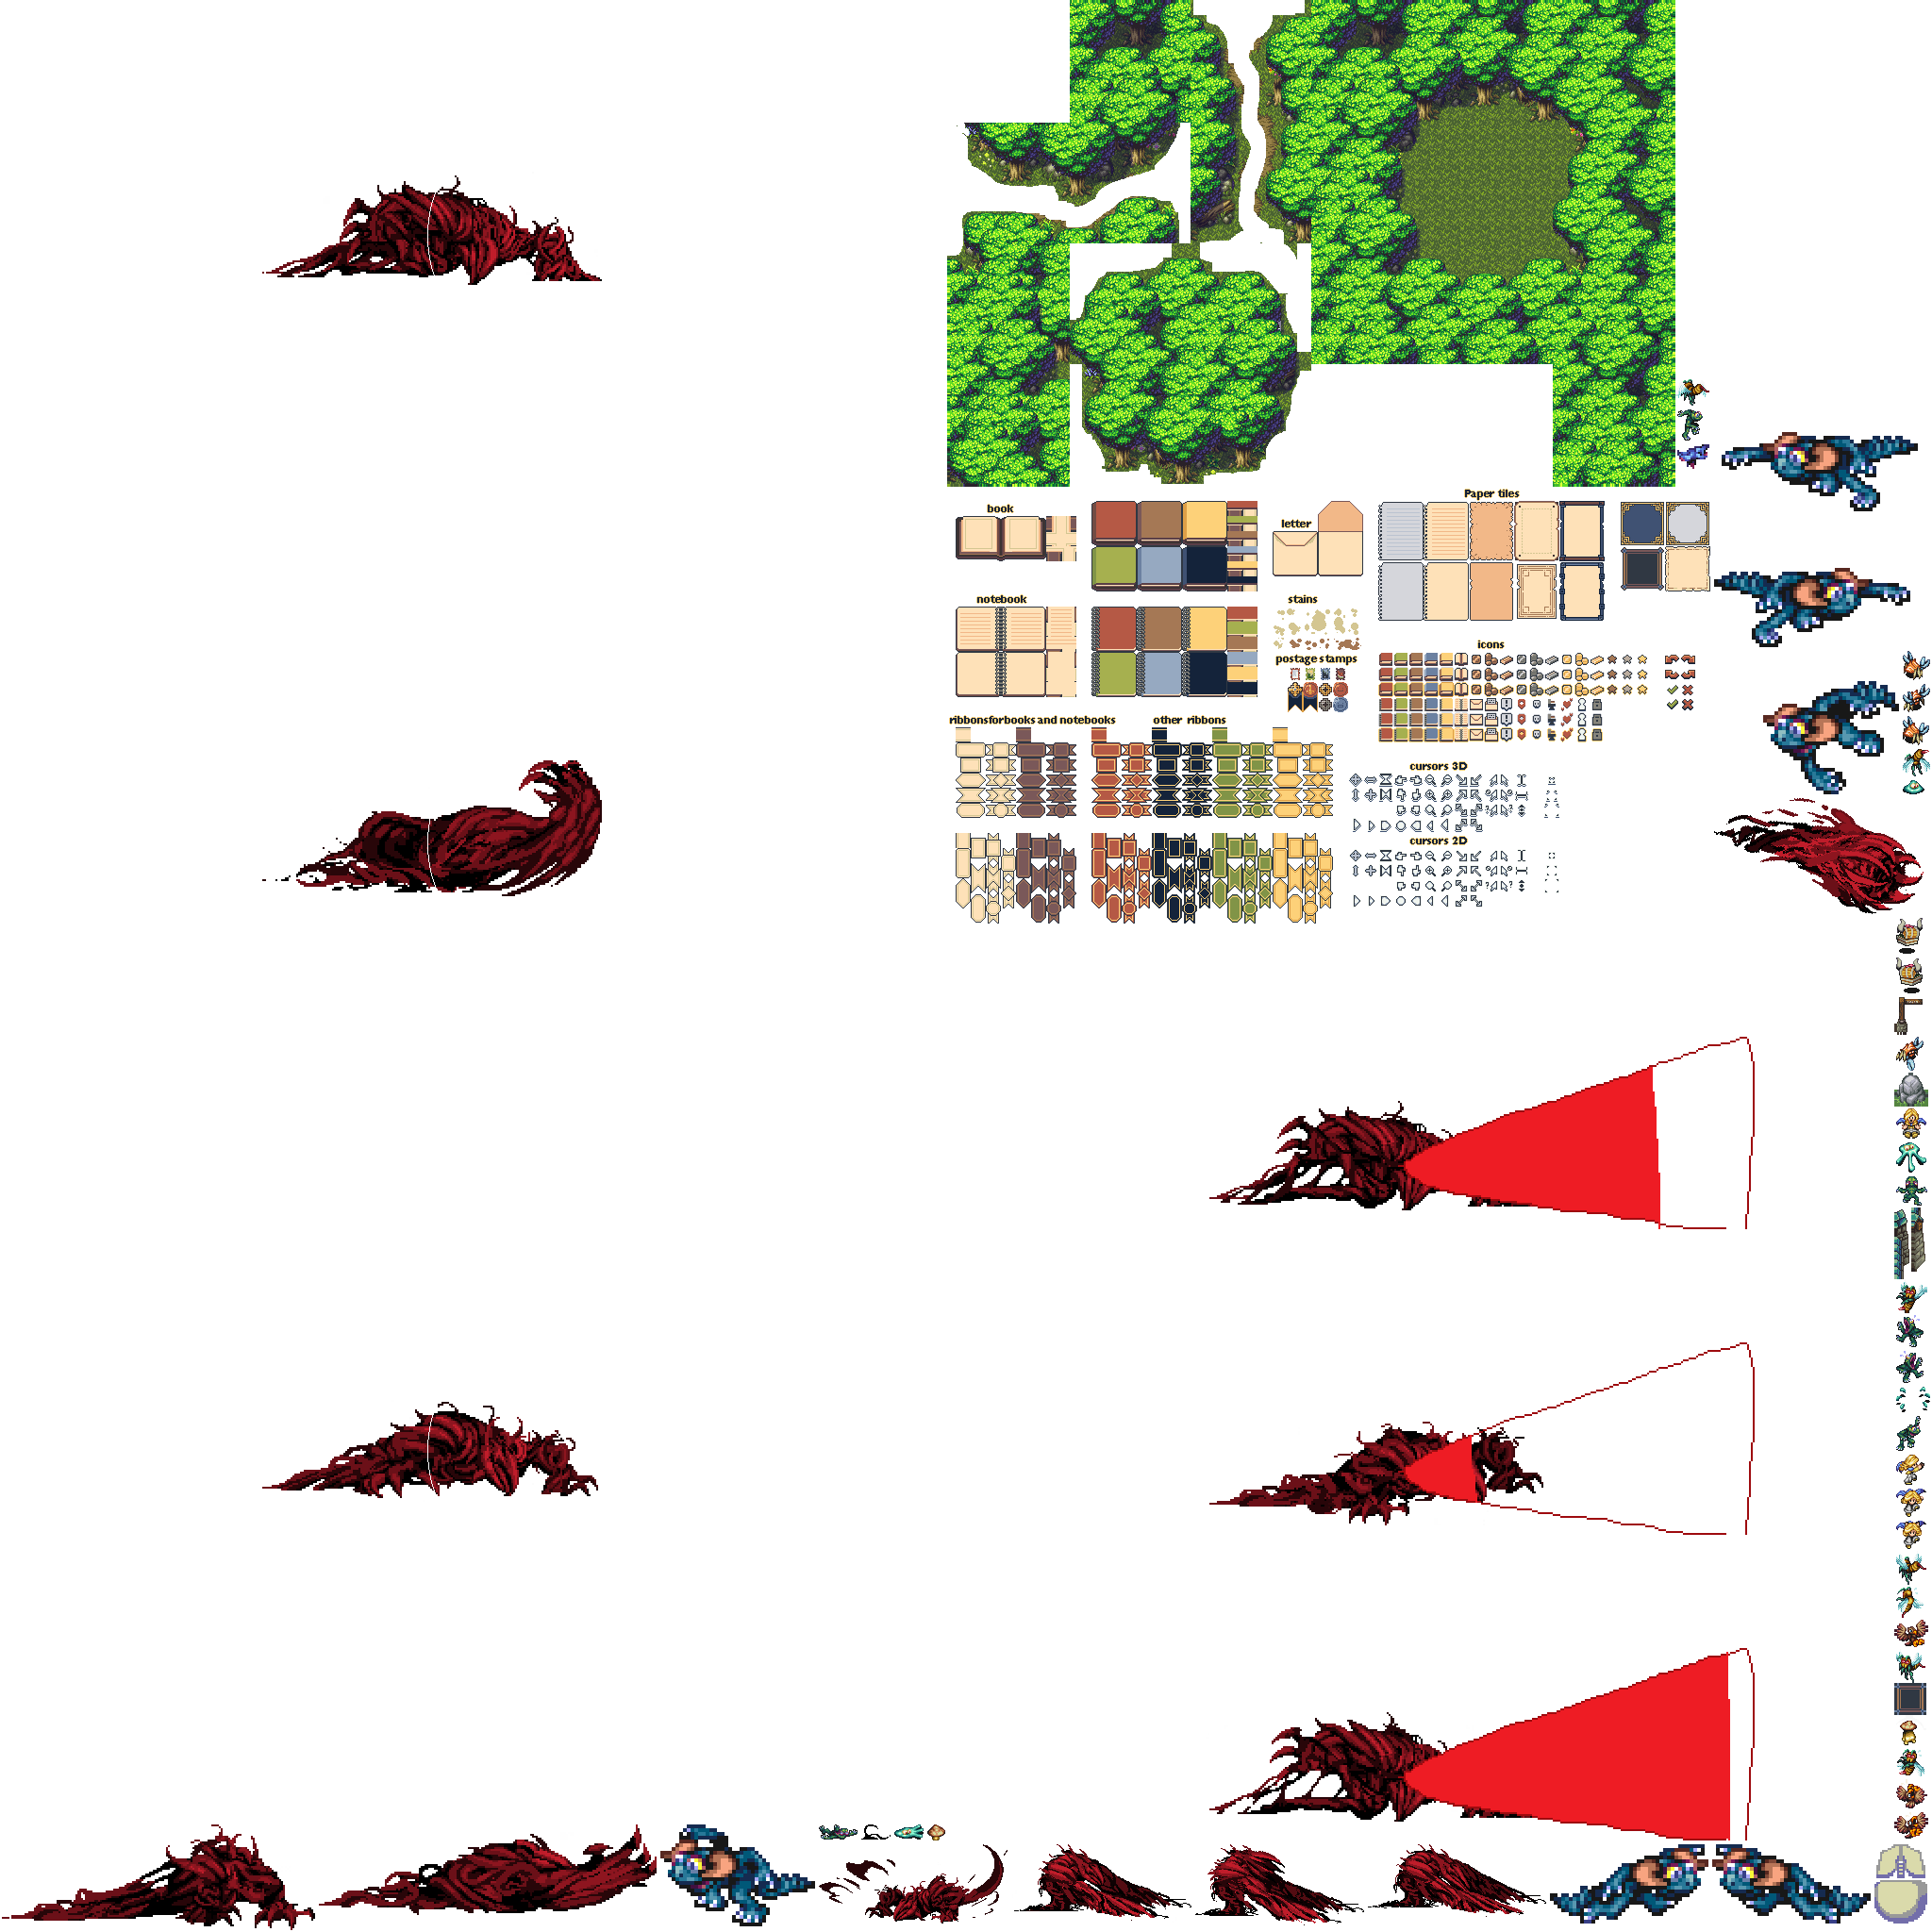 Paper tiles
book
letter
notebook
stains
icons
postage stamps
ribbonsforbooks and notebooks
other ribbons
cursors 3D
cursors 2D